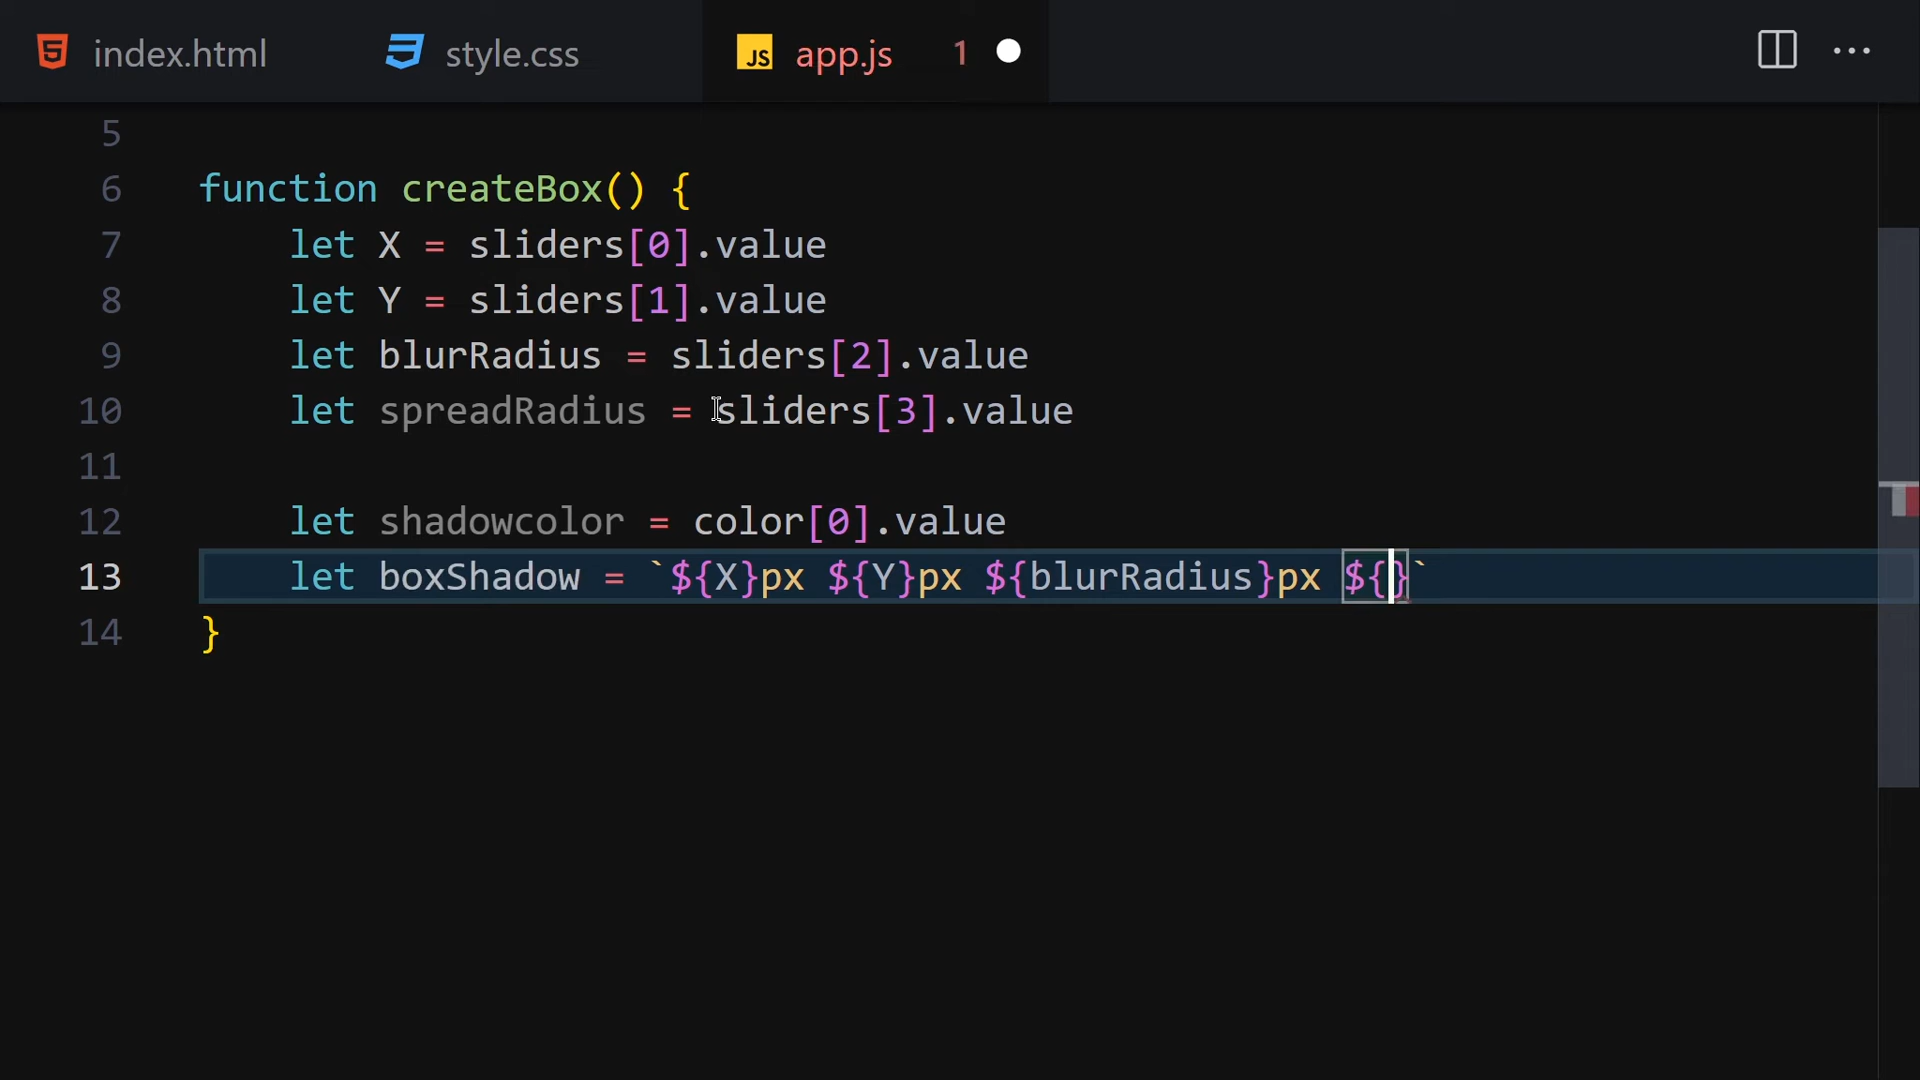 index.html style.css JS app.js 1
5
6 function createBox() {
7 let X = sliders[0].value
8 let Y = sliders[1].value
9 let blurRadius = sliders[2].value
10 let spreadRadius = sliders[3].value
11
12 let shadowcolor = color[0].value
13 let boxShadow = `${X}px ${Y}px ${blurRadius}px ${}`
14 }